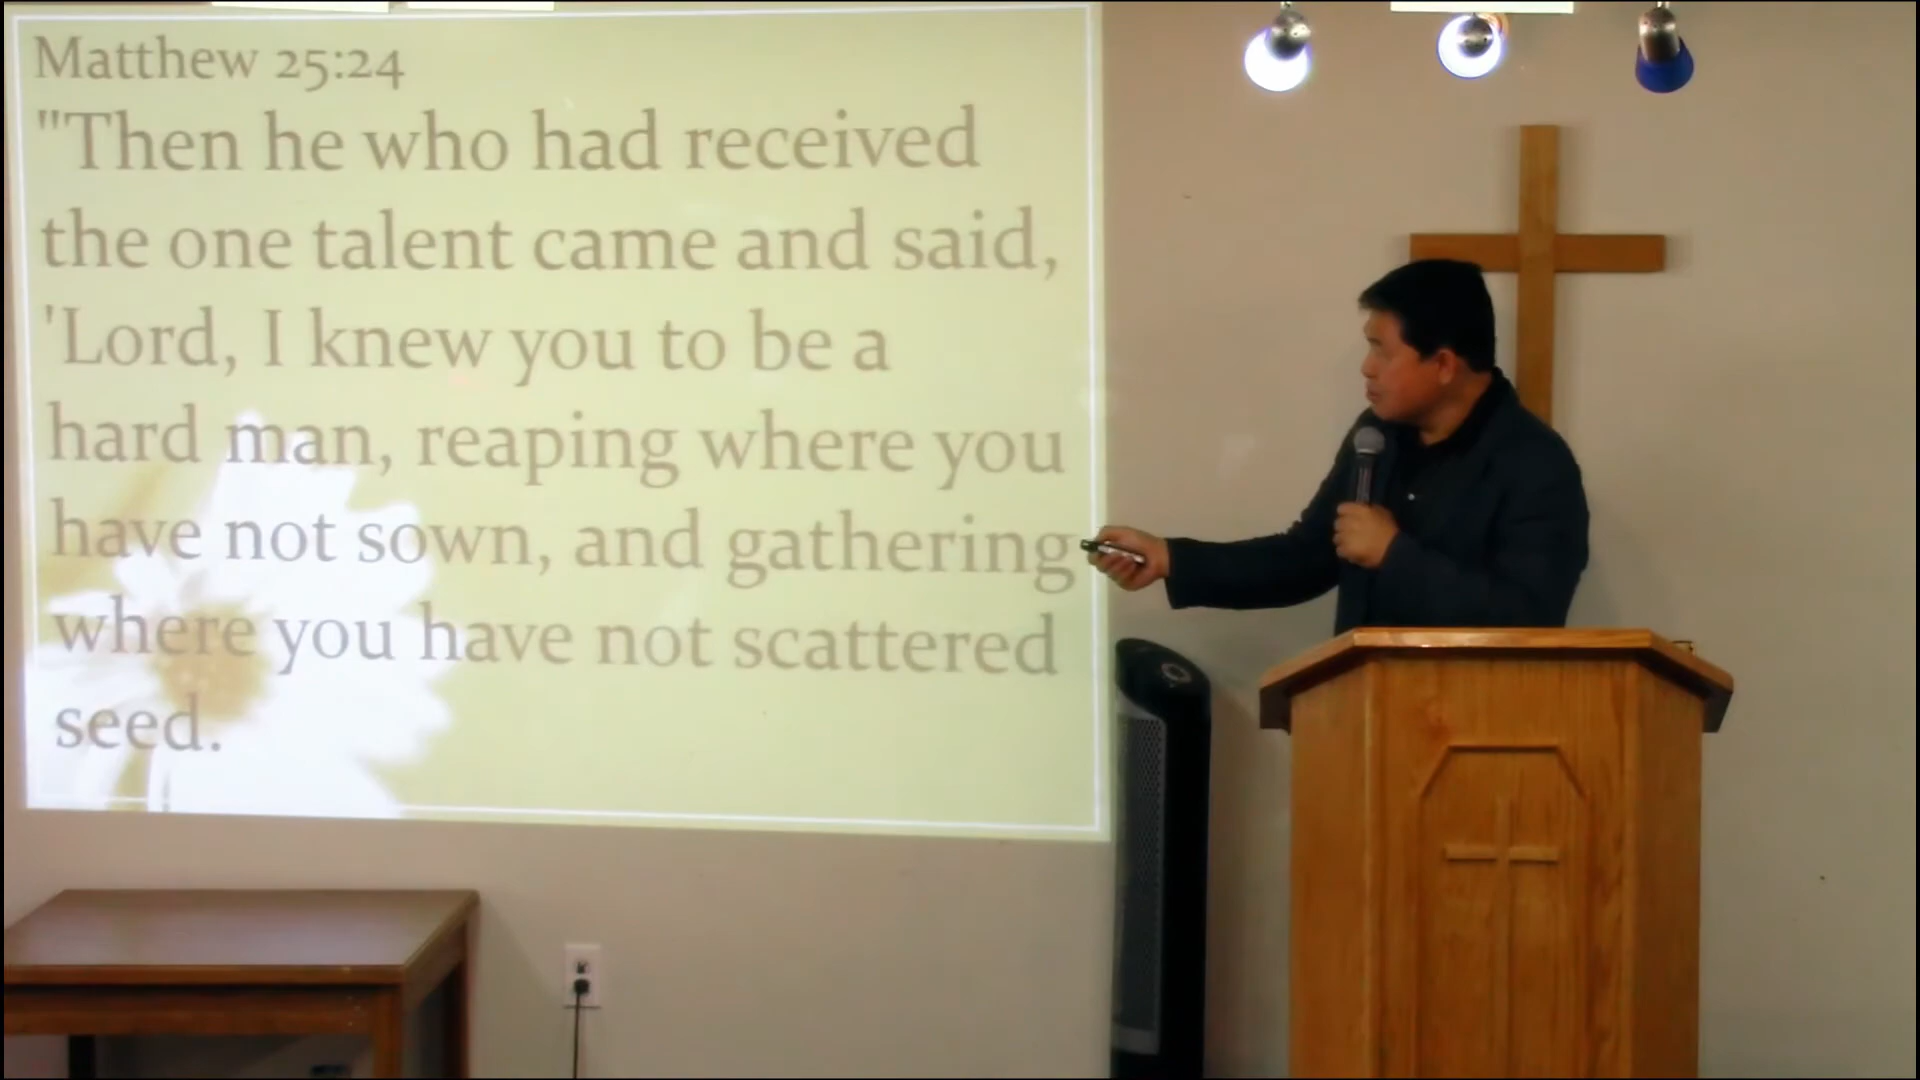 Matthew 25:24
"Then he who had received
the one talent came and said,
'Lord, I knew you to be a
hard man, reaping where you
have not sown, and gathering
where you have not scattered
seed.